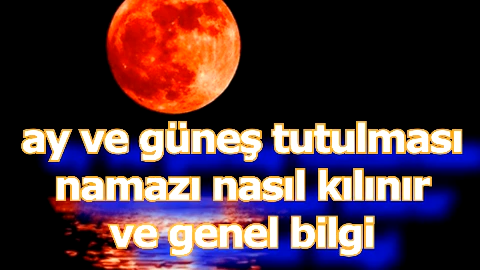 ay ve güneş tutulması
namazı nasıl kılınır
ve genel bilgi